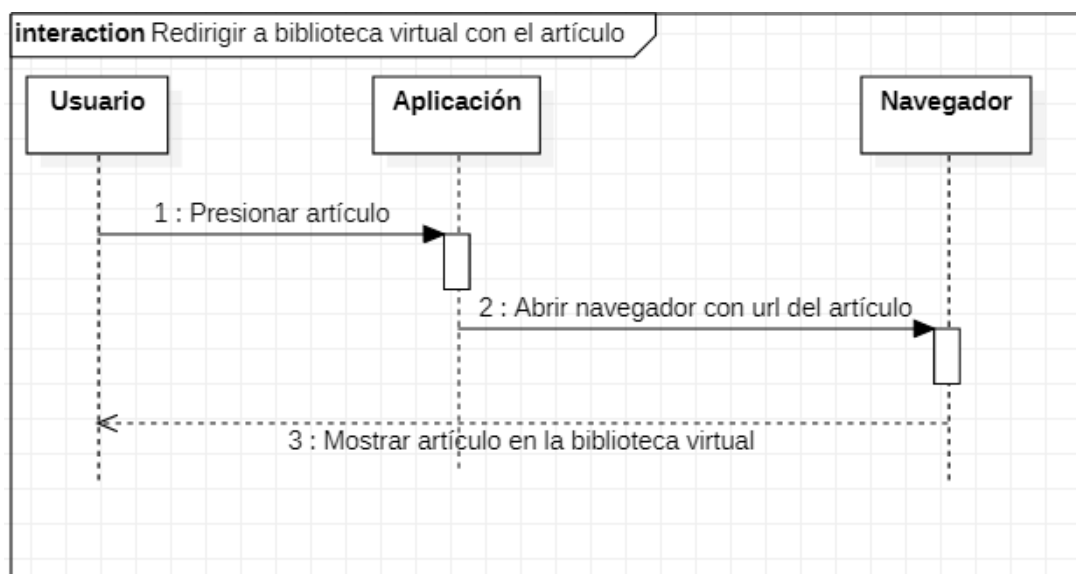 interaction Redirigir a biblioteca virtual con el artículo
Usuario
Aplicación
Navegador
1 : Presionar artículo
2 : Abrir navegador con url del artículo
3 : Mostrar artículo en la biblioteca virtual